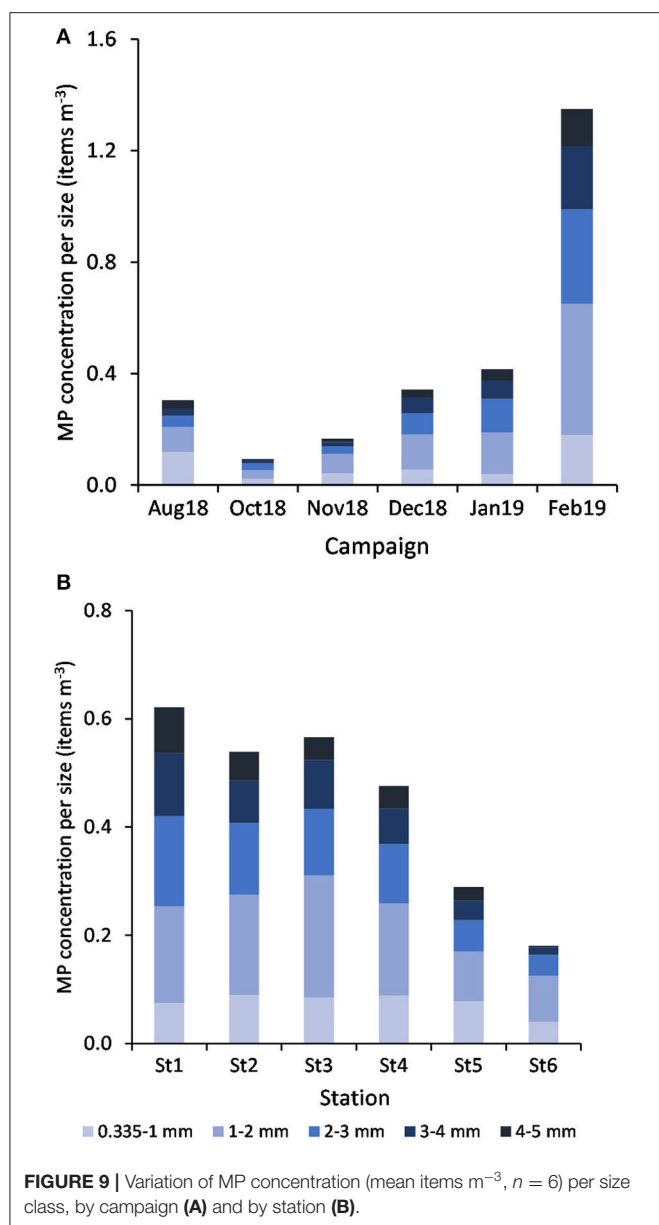 A
MP concentration per size (items m⁻³)
1.6
1.2
0.8
0.4
0.0
Aug18 Oct18 Nov18 Dec18 Jan19 Feb19
Campaign
B
MP concentration per size (items m⁻³)
0.8
0.6
0.4
0.2
0.0
St1 St2 St3 St4 St5 St6
Station
0.335-1 mm 1-2 mm 2-3 mm 3-4 mm 4-5 mm
FIGURE 9 | Variation of MP concentration (mean items m⁻³, n = 6) per size
class, by campaign (A) and by station (B).